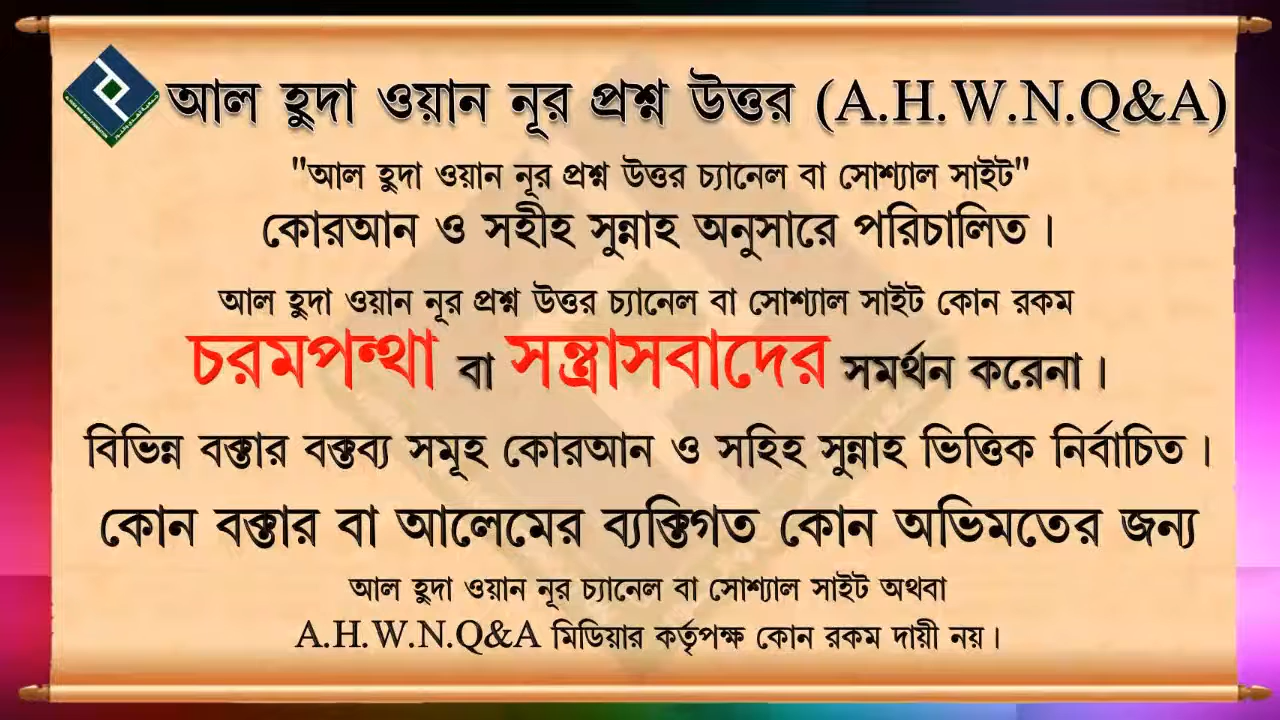 আল হুদা ওয়ান নূর প্রশ্ন উত্তর (A.H.W.N.Q&A)
"আল হুদা ওয়ান নূর প্রশ্ন উত্তর চ্যানেল বা সোশ্যাল সাইট"
কোরআন ও সহীহ সুন্নাহ অনুসারে পরিচালিত।
আল হুদা ওয়ান নূর প্রশ্ন উত্তর চ্যানেল বা সোশ্যাল সাইট কোন রকম
চরমপন্থা বা সন্ত্রাসবাদের সমর্থন করেনা।
বিভিন্ন বক্তার বক্তব্য সমূহ কোরআন ও সহিহ সুন্নাহ ভিত্তিক নির্বাচিত।
কোন বক্তার বা আলেমের ব্যক্তিগত কোন অভিমতের জন্য
আল হুদা ওয়ান নূর চ্যানেল বা সোশ্যাল সাইট অথবা
A.H.W.N.Q&A মিডিয়ার কর্তৃপক্ষ কোন রকম দায়ী নয়।